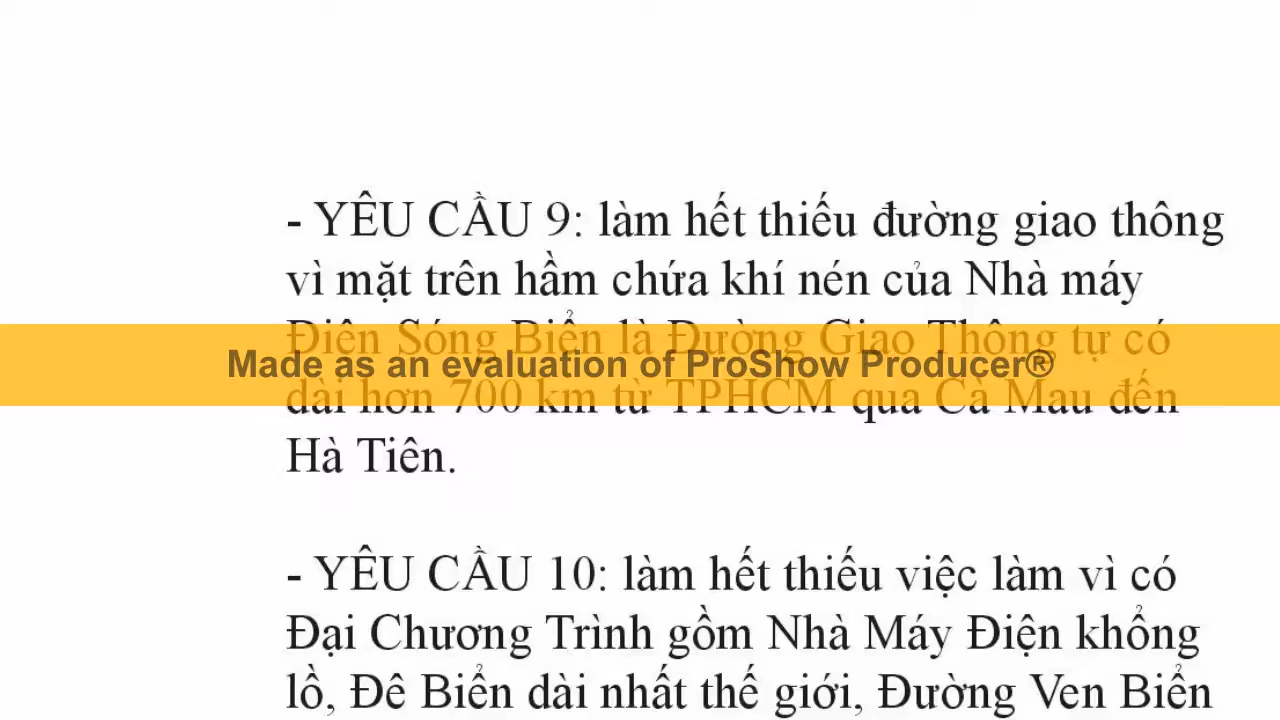 - YÊU CẦU 9: làm hết thiếu đường giao thông
vì mặt trên hầm chứa khí nén của Nhà máy
Điện Sóng Biển là Đường Giao Thông tự có
Made as an evaluation of ProShow Producer®
dài hơn 700 km từ TPHCM qua Cà Mau đến
Hà Tiên.
- YÊU CẦU 10: làm hết thiếu việc làm vì có
Đại Chương Trình gồm Nhà Máy Điện khổng
lồ, Đê Biển dài nhất thế giới, Đường Ven Biển